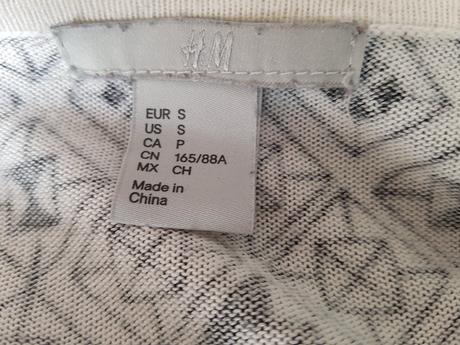 H&M
EUR S
US S
CA P
CN 165/88A
MX CH
Made in
China